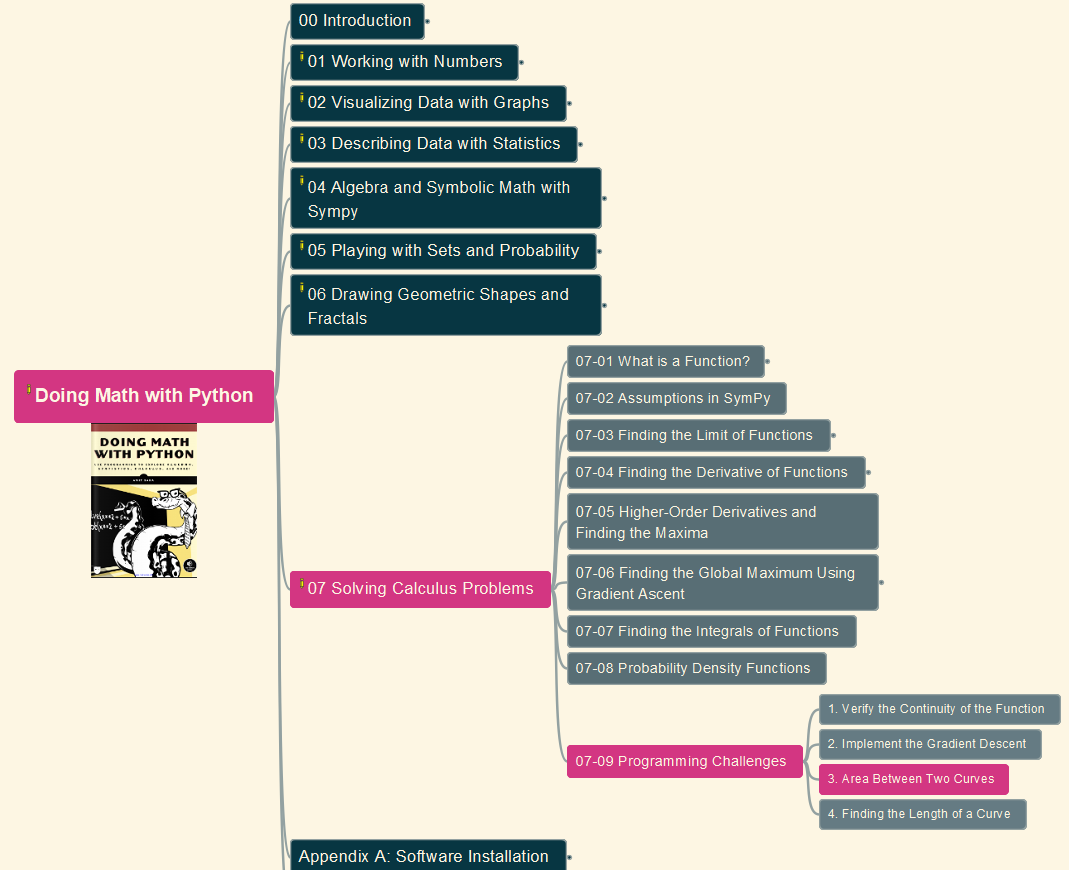 00 Introduction
01 Working with Numbers
02 Visualizing Data with Graphs
03 Describing Data with Statistics
04 Algebra and Symbolic Math with
Sympy
05 Playing with Sets and Probability
06 Drawing Geometric Shapes and
Fractals
Doing Math with Python
DOING MATH
WITH PYTHON
07 Solving Calculus Problems
07-01 What is a Function?
07-02 Assumptions in SymPy
07-03 Finding the Limit of Functions
07-04 Finding the Derivative of Functions
07-05 Higher-Order Derivatives and
Finding the Maxima
07-06 Finding the Global Maximum Using
Gradient Ascent
07-07 Finding the Integrals of Functions
07-08 Probability Density Functions
07-09 Programming Challenges
1. Verify the Continuity of the Function
2. Implement the Gradient Descent
3. Area Between Two Curves
4. Finding the Length of a Curve
Appendix A: Software Installation